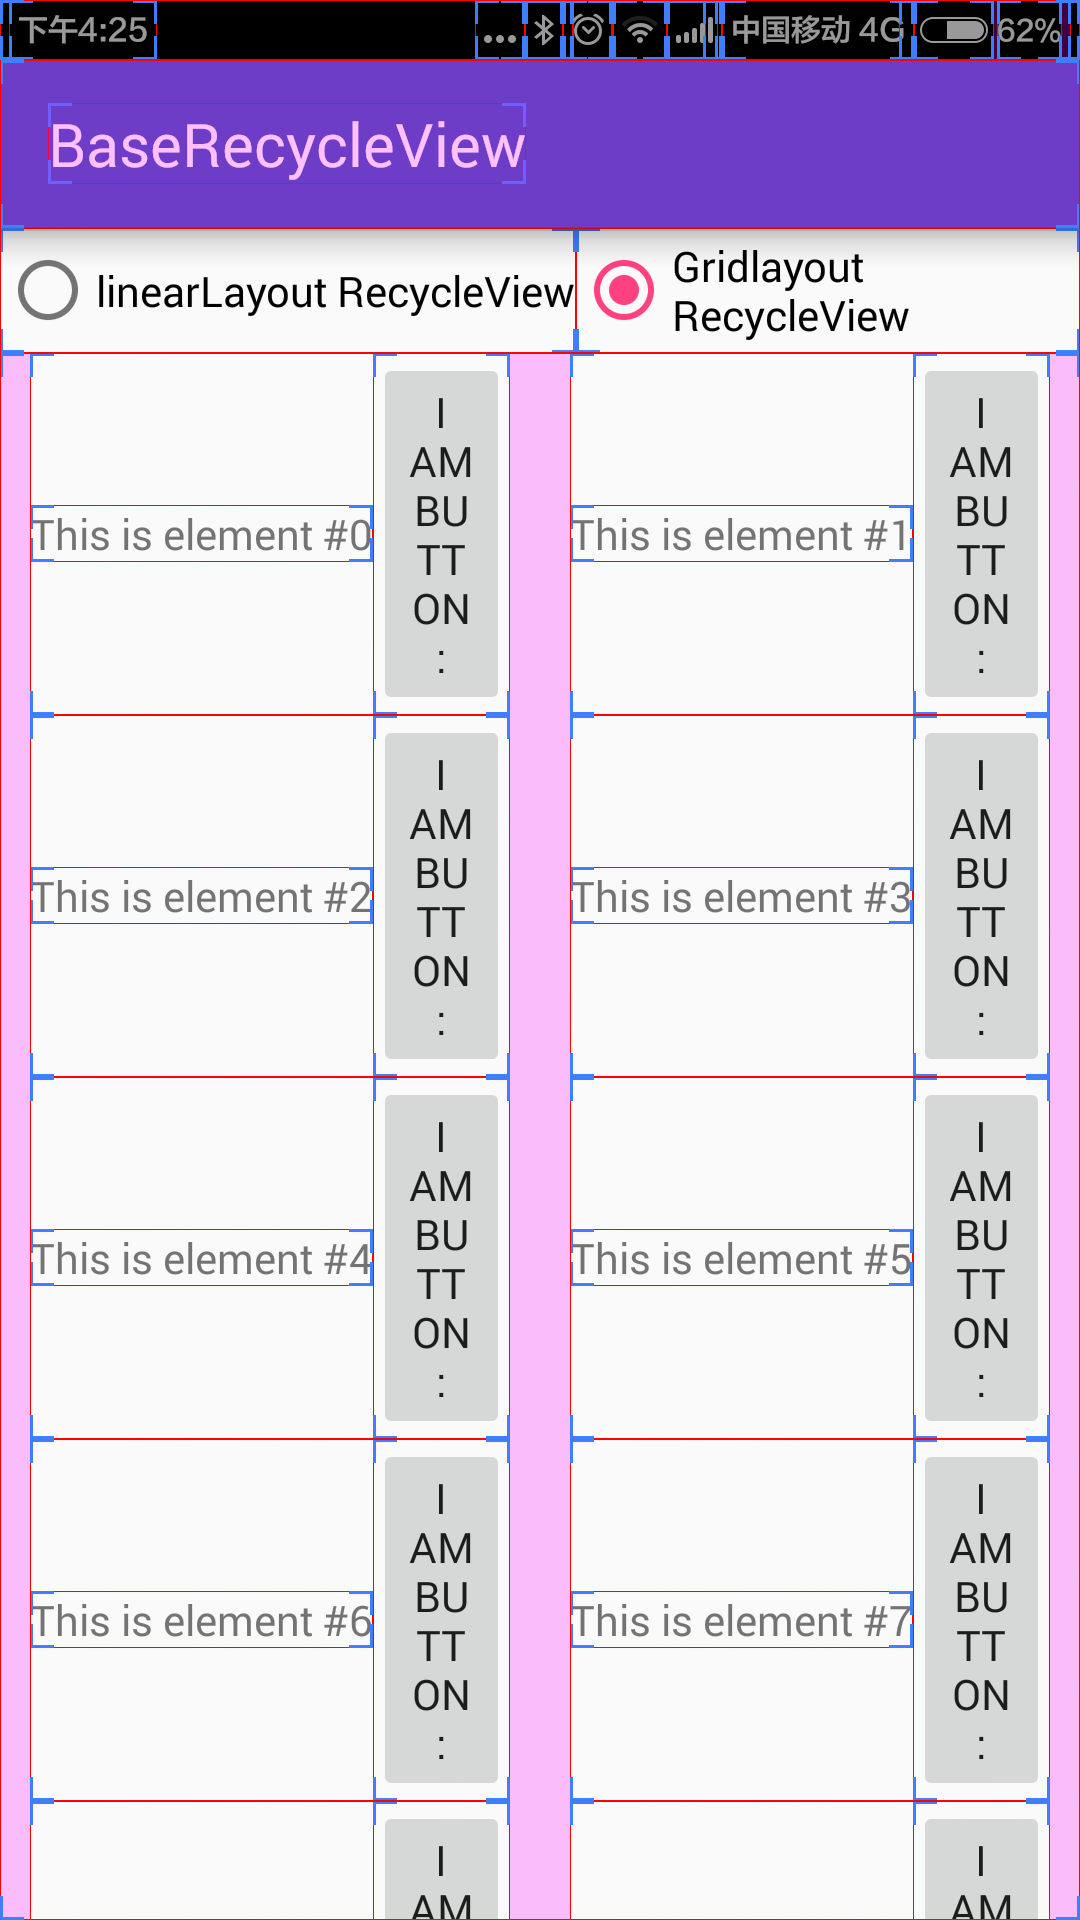 下午4:25 ... 中国移动 4G 62%
BaseRecycleView
linearLayout RecycleView
Gridlayout
RecycleView
This is element #0
I
AM
BU
TT
ON
:
This is element #1
I
AM
BU
TT
ON
:
This is element #2
I
AM
BU
TT
ON
:
This is element #3
I
AM
BU
TT
ON
:
This is element #4
I
AM
BU
TT
ON
:
This is element #5
I
AM
BU
TT
ON
:
This is element #6
I
AM
BU
TT
ON
:
This is element #7
I
AM
BU
TT
ON
:
I
AM
I
AM